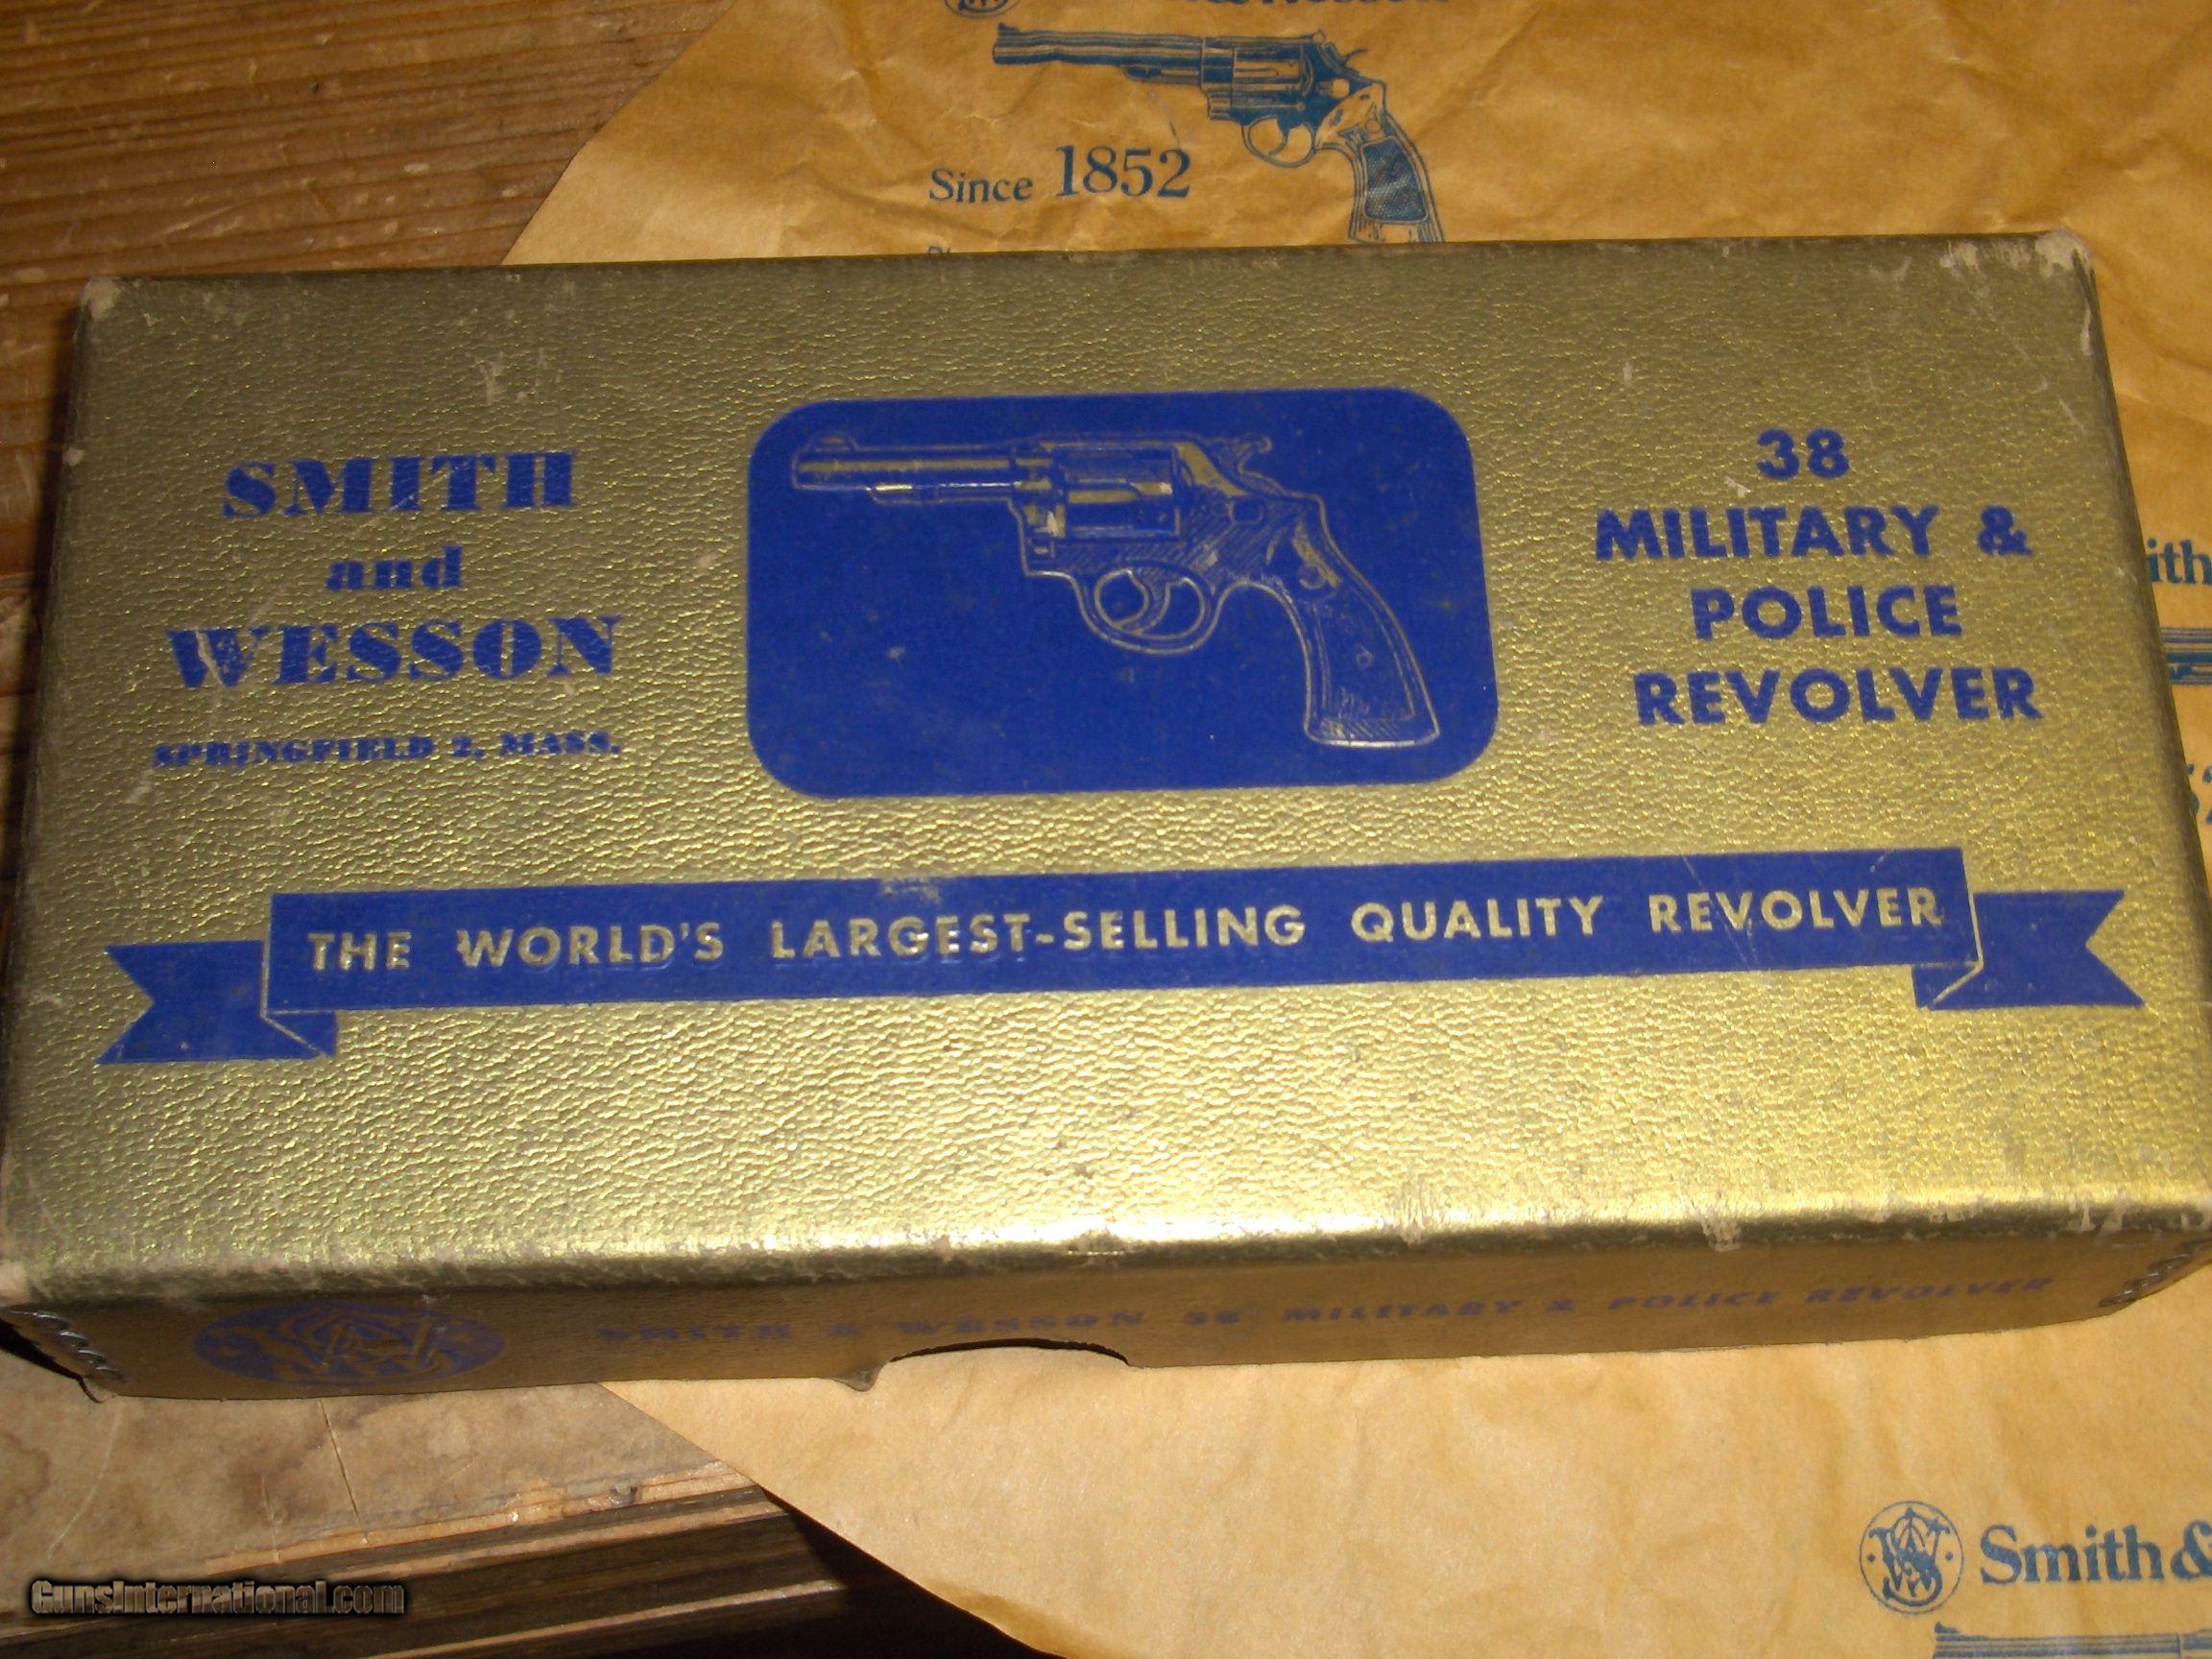 Since 1852
SMITH
and
WESSON
SPRINGFIELD 2, MASS.
38
MILITARY &
POLICE
REVOLVER
THE WORLD'S LARGEST-SELLING QUALITY REVOLVER
SMITH & WESSON 38 MILITARY & POLICE REVOLVER
ith
Smith&
GunsInternational.com